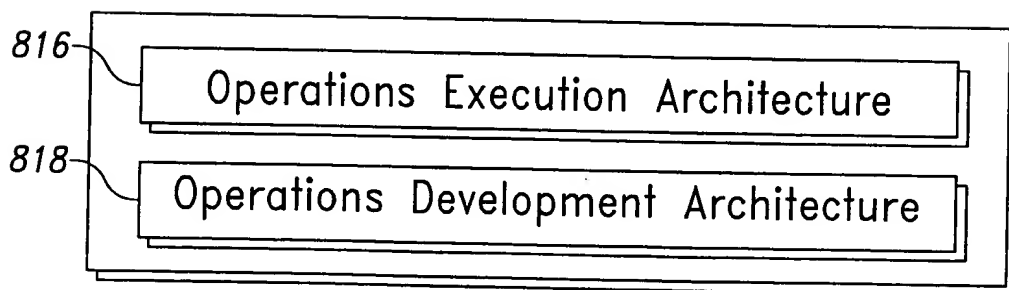 816
Operations Execution Architecture
818
Operations Development Architecture